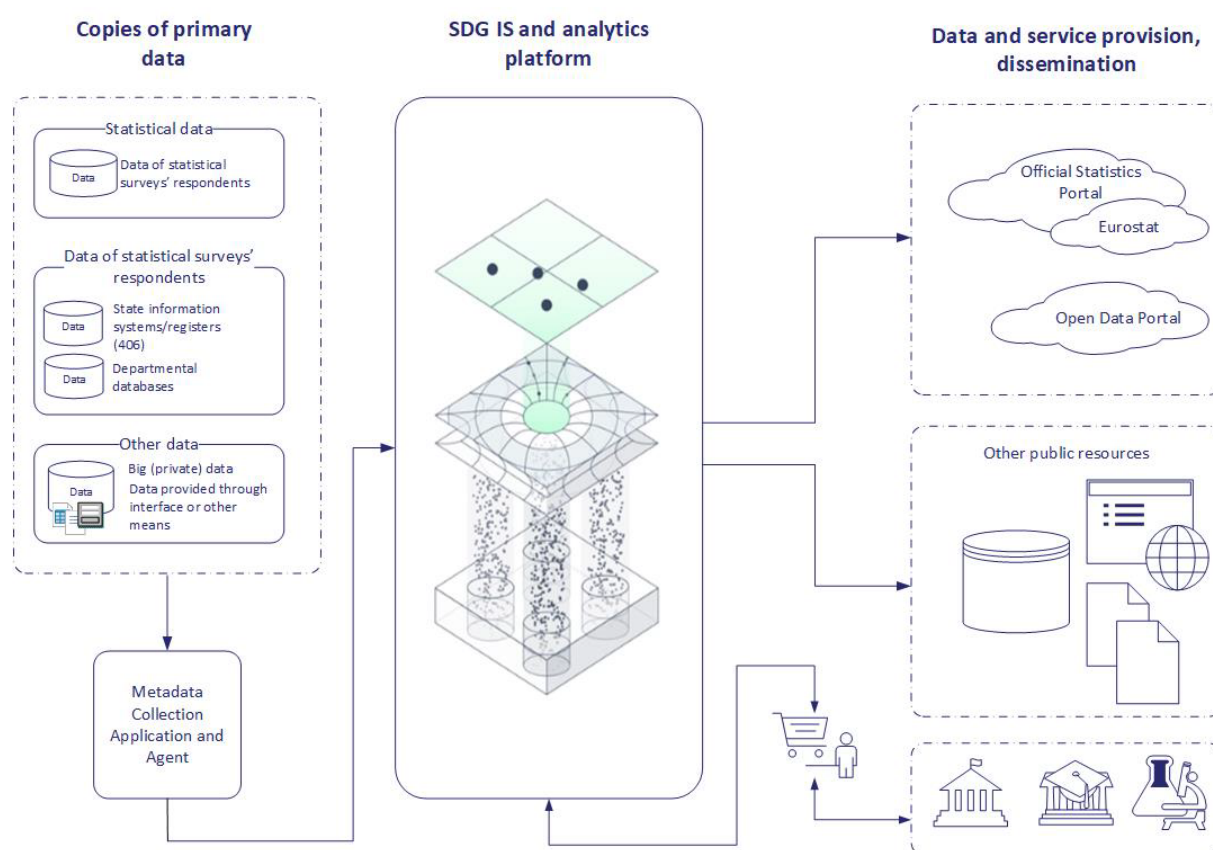 Copies of primary
data
Statistical data
Data
Data of statistical
surveys’ respondents
Data of statistical surveys’
respondents
Data
State information
systems/registers
(406)
Data
Departmental
databases
Other data
Data
Big (private) data
Data provided through
interface or other
means
Metadata
Collection
Application and
Agent
SDG IS and analytics
platform
Data and service provision,
dissemination
Official Statistics
Portal
Eurostat
Open Data Portal
Other public resources